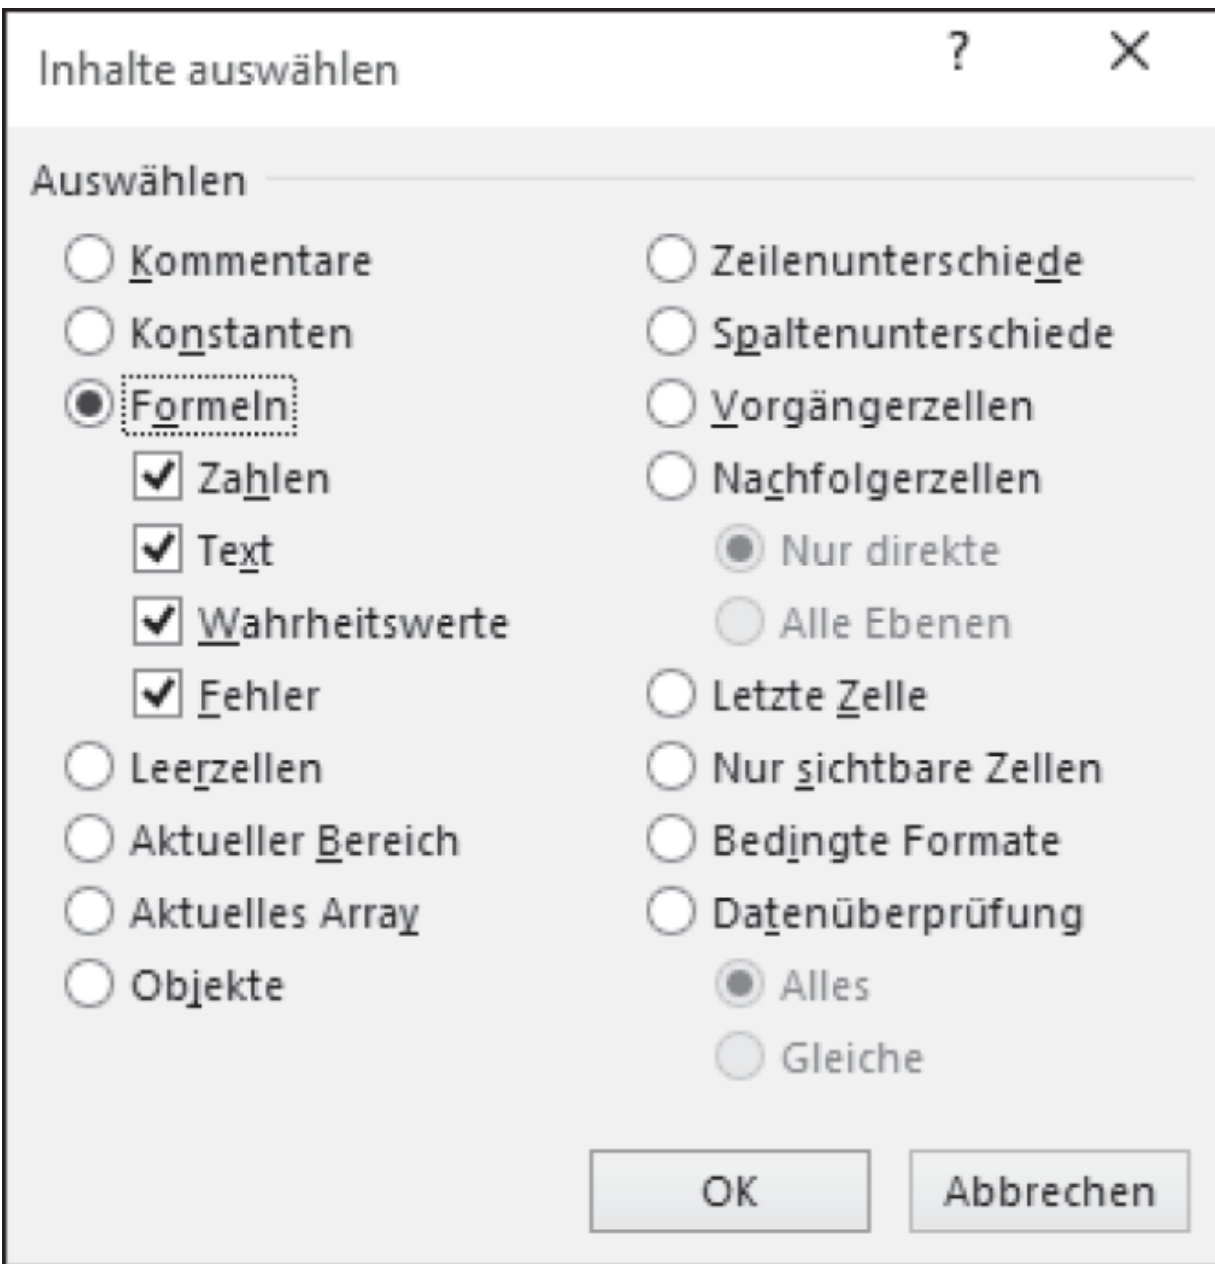 Inhalte auswählen
?
Auswählen
Kommentare
Konstanten
Formeln
Zahlen
Text
Wahrheitswerte
Fehler
Leerzellen
Aktueller Bereich
Aktuelles Array
Objekte
Zeilenunterschiede
Spaltenunterschiede
Vorgängerzellen
Nachfolgerzellen
Nur direkte
Alle Ebenen
Letzte Zelle
Nur sichtbare Zellen
Bedingte Formate
Datenüberprüfung
Alles
Gleiche
OK
Abbrechen